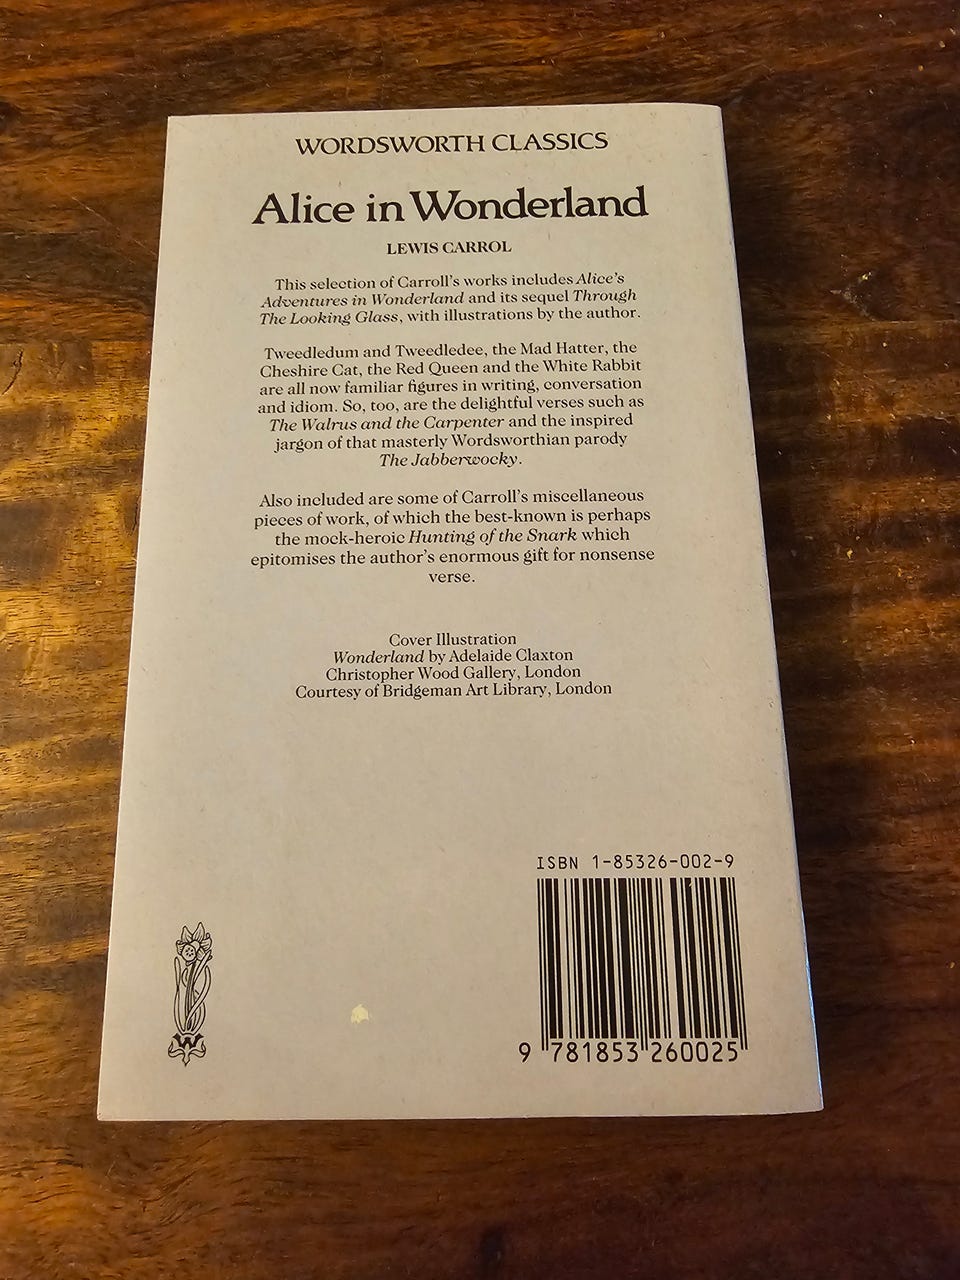 WORDSWORTH CLASSICS
Alice in Wonderland
LEWIS CARROL
This selection of Carroll's works includes Alice's
Adventures in Wonderland and its sequel Through
The Looking Glass, with illustrations by the author.
Tweedledum and Tweedledee, the Mad Hatter, the
Cheshire Cat, the Red Queen and the White Rabbit
are all now familiar figures in writing, conversation
and idiom. So, too, are the delightful verses such as
The Walrus and the Carpenter and the inspired
jargon of that masterly Wordsworthian parody
The Jabberwocky.
Also included are some of Carroll's miscellaneous
pieces of work, of which the best-known is perhaps
the mock-heroic Hunting of the Snark which
epitomises the author's enormous gift for nonsense
verse.
Cover Illustration
Wonderland by Adelaide Claxton
Christopher Wood Gallery, London
Courtesy of Bridgeman Art Library, London
ISBN 1-85326-002-9
9 781853 260025
W